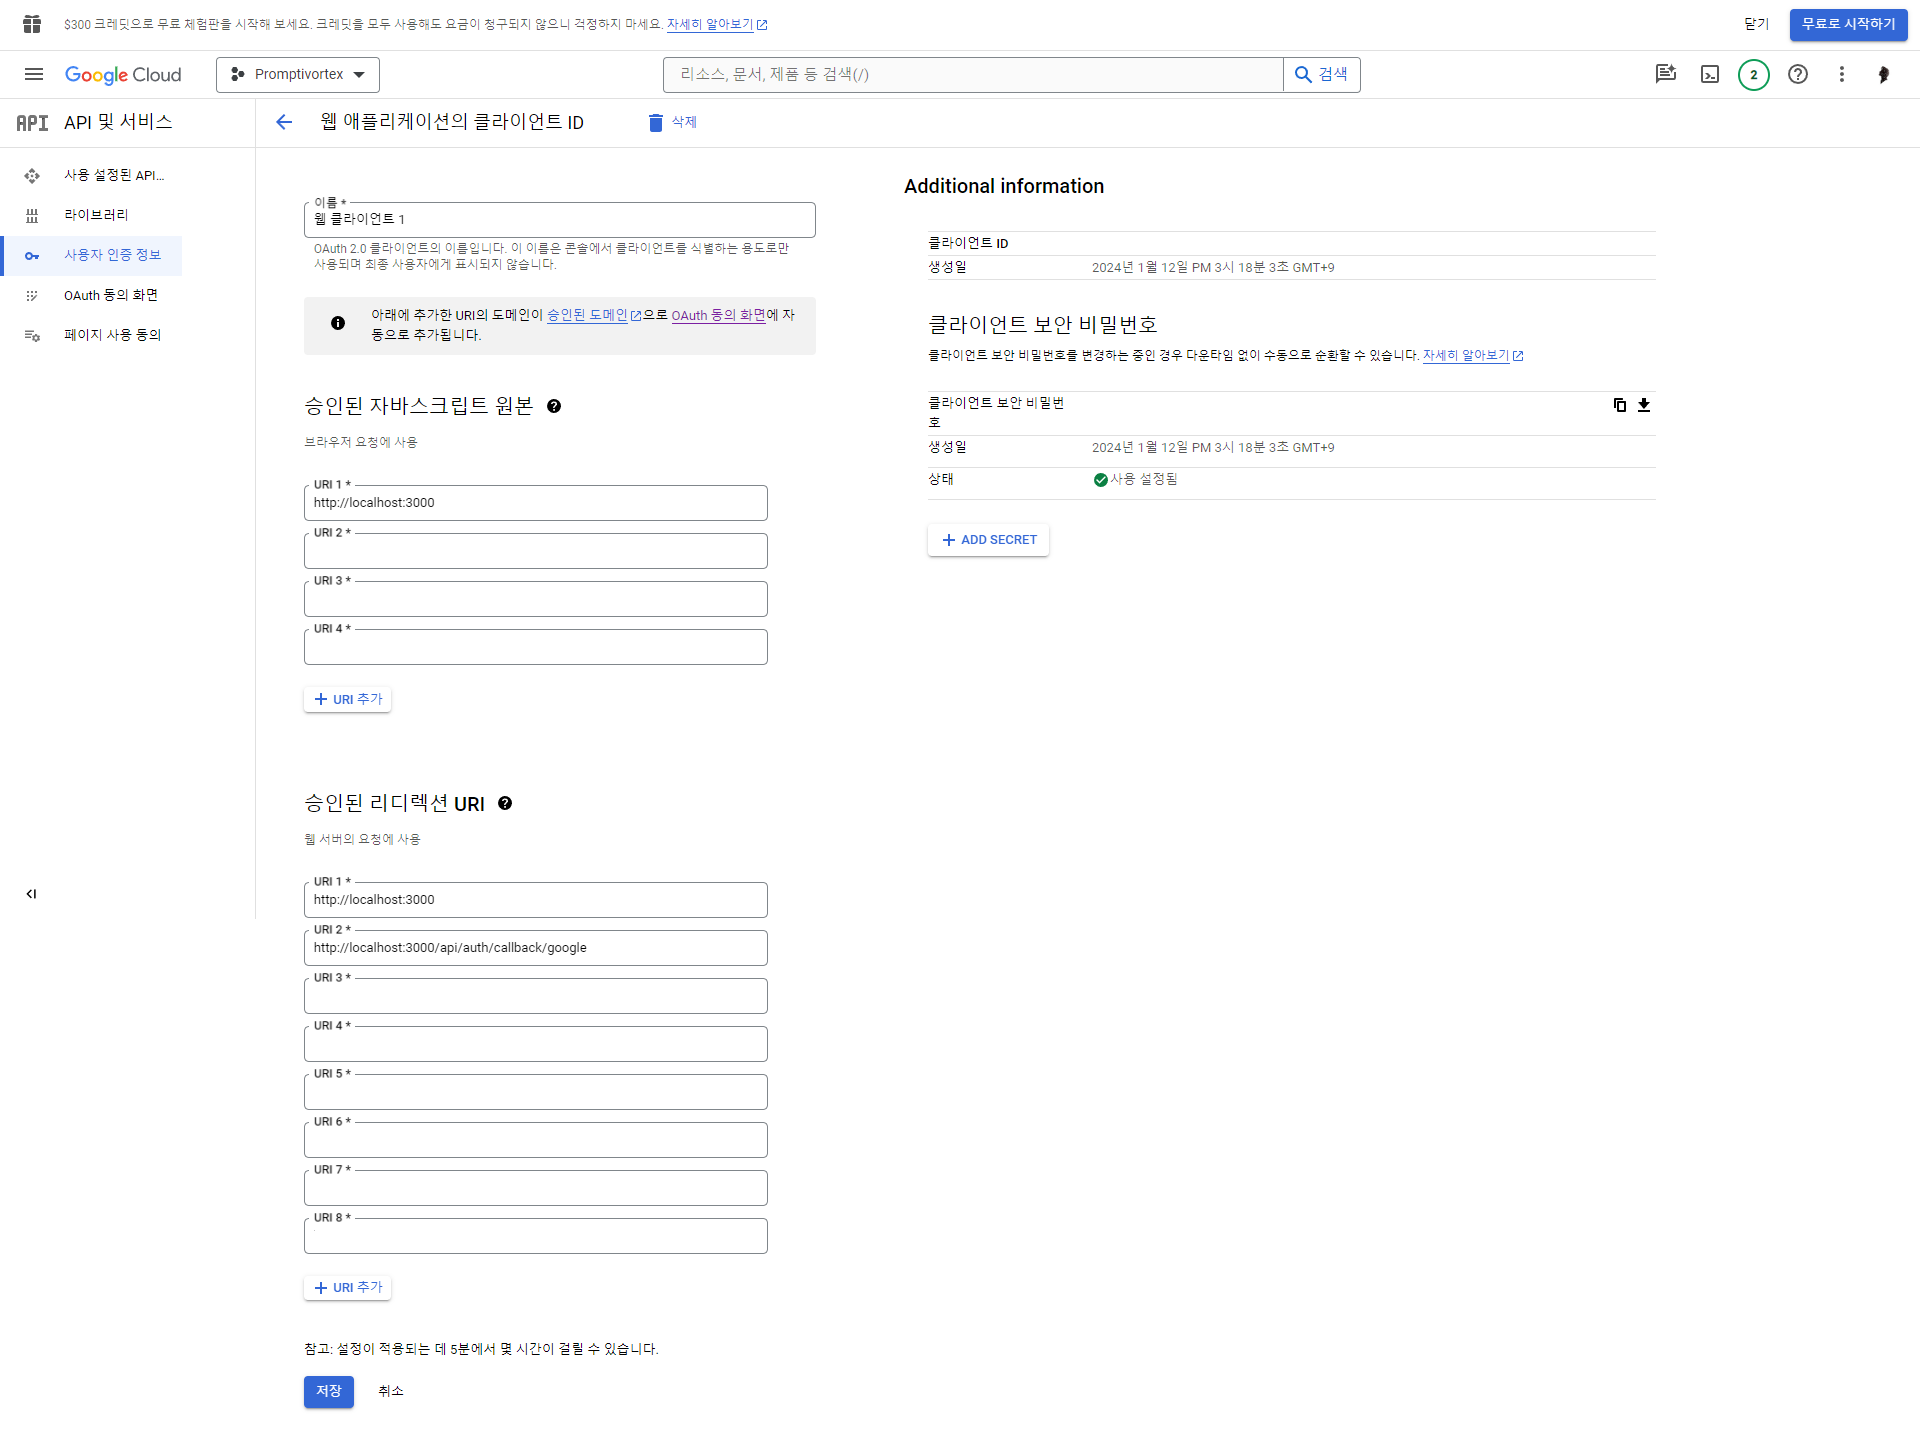 $300 크레딧으로 무료 체험판을 시작해 보세요. 크레딧을 모두 사용해도 요금이 청구되지 않으니 걱정하지 마세요. 자세히 알아보기
닫기
무료로 시작하기
Google Cloud
Promptivortex
리소스, 문서, 제품 등 검색(/)
검색
2
API
API 및 서비스
웹 애플리케이션의 클라이언트 ID
삭제
사용 설정된 API...
라이브러리
사용자 인증 정보
OAuth 동의 화면
페이지 사용 동의
이름 *
웹 클라이언트 1
OAuth 2.0 클라이언트의 이름입니다. 이 이름은 콘솔에서 클라이언트를 식별하는 용도로만
사용되며 최종 사용자에게 표시되지 않습니다.
아래에 추가한 URI의 도메인이 승인된 도메인으로 OAuth 동의 화면에 자
동으로 추가됩니다.
승인된 자바스크립트 원본
브라우저 요청에 사용
URI 1 *
http://localhost:3000
URI 2 *
URI 3 *
URI 4 *
URI 추가
승인된 리디렉션 URI
웹 서버의 요청에 사용
URI 1 *
http://localhost:3000
URI 2 *
http://localhost:3000/api/auth/callback/google
URI 3 *
URI 4 *
URI 5 *
URI 6 *
URI 7 *
URI 8 *
URI 추가
참고: 설정이 적용되는 데 5분에서 몇 시간이 걸릴 수 있습니다.
저장
취소
Additional information
클라이언트 ID
생성일 2024년 1월 12일 PM 3시 18분 3초 GMT+9
클라이언트 보안 비밀번호
클라이언트 보안 비밀번호를 변경하는 중인 경우 다운타임 없이 수동으로 순환할 수 있습니다. 자세히 알아보기
클라이언트 보안 비밀번
호
생성일 2024년 1월 12일 PM 3시 18분 3초 GMT+9
상태 사용 설정됨
ADD SECRET